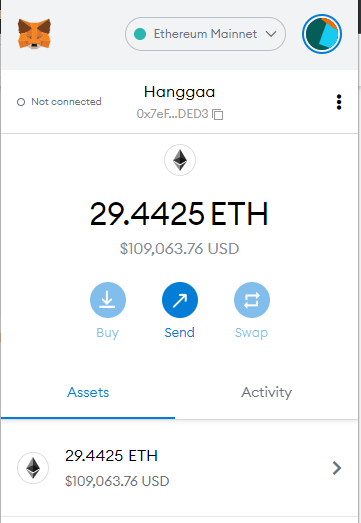 Ethereum Mainnet
Not connected
Hanggaa
0x7eF...DED3
29.4425 ETH
$109,063.76 USD
Buy
Send
Swap
Assets
Activity
29.4425 ETH
$109,063.76 USD